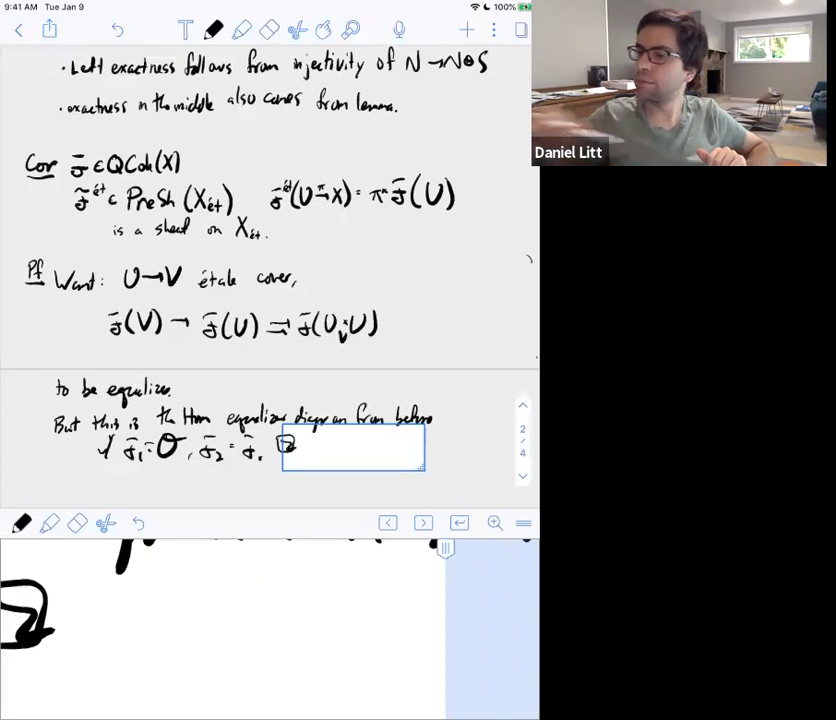 9:41 AM Tue Jan 9
100%
· Left exactness follows from injectivity of N→N⊗S
· exactness in the middle also comes from lemma.
Cor F ∈ QCoh(X)
F^ét ∈ PreSh(X_ét) F^ét(U →^π X) = π*F(U)
is a sheaf on X_ét.
Pf Want: U→V étale cover,
F(V) → F(U) ⇉ F(U ×_V U)
to be equalizer.
But this is the Hom equalizer diagram from before
w/ F₁ = O, F₂ = F.
2
/
4
Daniel Litt